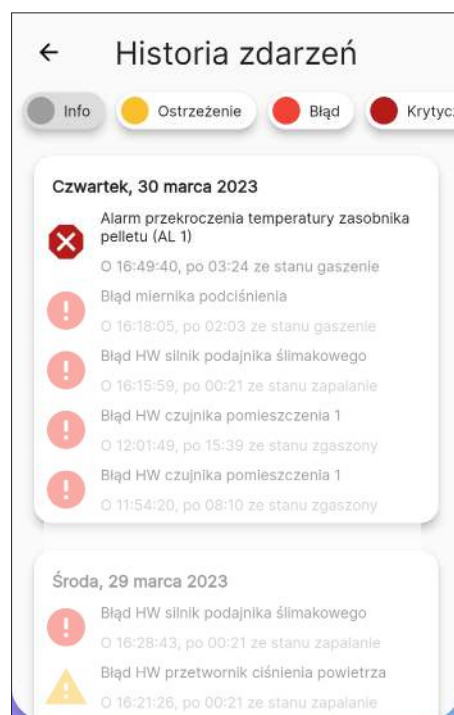 Historia zdarzeń
Info Ostrzeżenie Błąd Krytycz
Czwartek, 30 marca 2023
Alarm przekroczenia temperatury zasobnika
pelletu (AL 1)
O 16:49:40, po 03:24 ze stanu gaszenie
Błąd miernika podciśnienia
O 16:18:05, po 02:03 ze stanu gaszenie
Błąd HW silnik podajnika ślimakowego
O 16:15:59, po 00:21 ze stanu zapalanie
Błąd HW czujnika pomieszczenia 1
O 12:01:49, po 15:39 ze stanu zgaszony
Błąd HW czujnika pomieszczenia 1
O 11:54:20, po 08:10 ze stanu zgaszony
Środa, 29 marca 2023
Błąd HW silnik podajnika ślimakowego
O 16:28:43, po 00:21 ze stanu zapalanie
Błąd HW przetwornik ciśnienia powietrza
O 16:21:26, po 00:21 ze stanu zapalanie